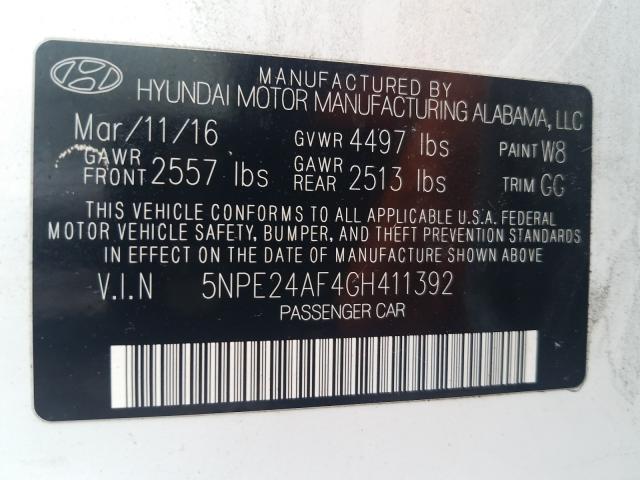 MANUFACTURED BY
HYUNDAI MOTOR MANUFACTURING ALABAMA, LLC
Mar/11/16 GVWR 4497 lbs PAINT W8
GAWR FRONT 2557 lbs GAWR REAR 2513 lbs TRIM GG
THIS VEHICLE CONFORMS TO ALL APPLICABLE U.S.A. FEDERAL
MOTOR VEHICLE SAFETY, BUMPER, AND THEFT PREVENTION STANDARDS
IN EFFECT ON THE DATE OF MANUFACTURE SHOWN ABOVE.
V.I.N 5NPE24AF4GH411392
PASSENGER CAR